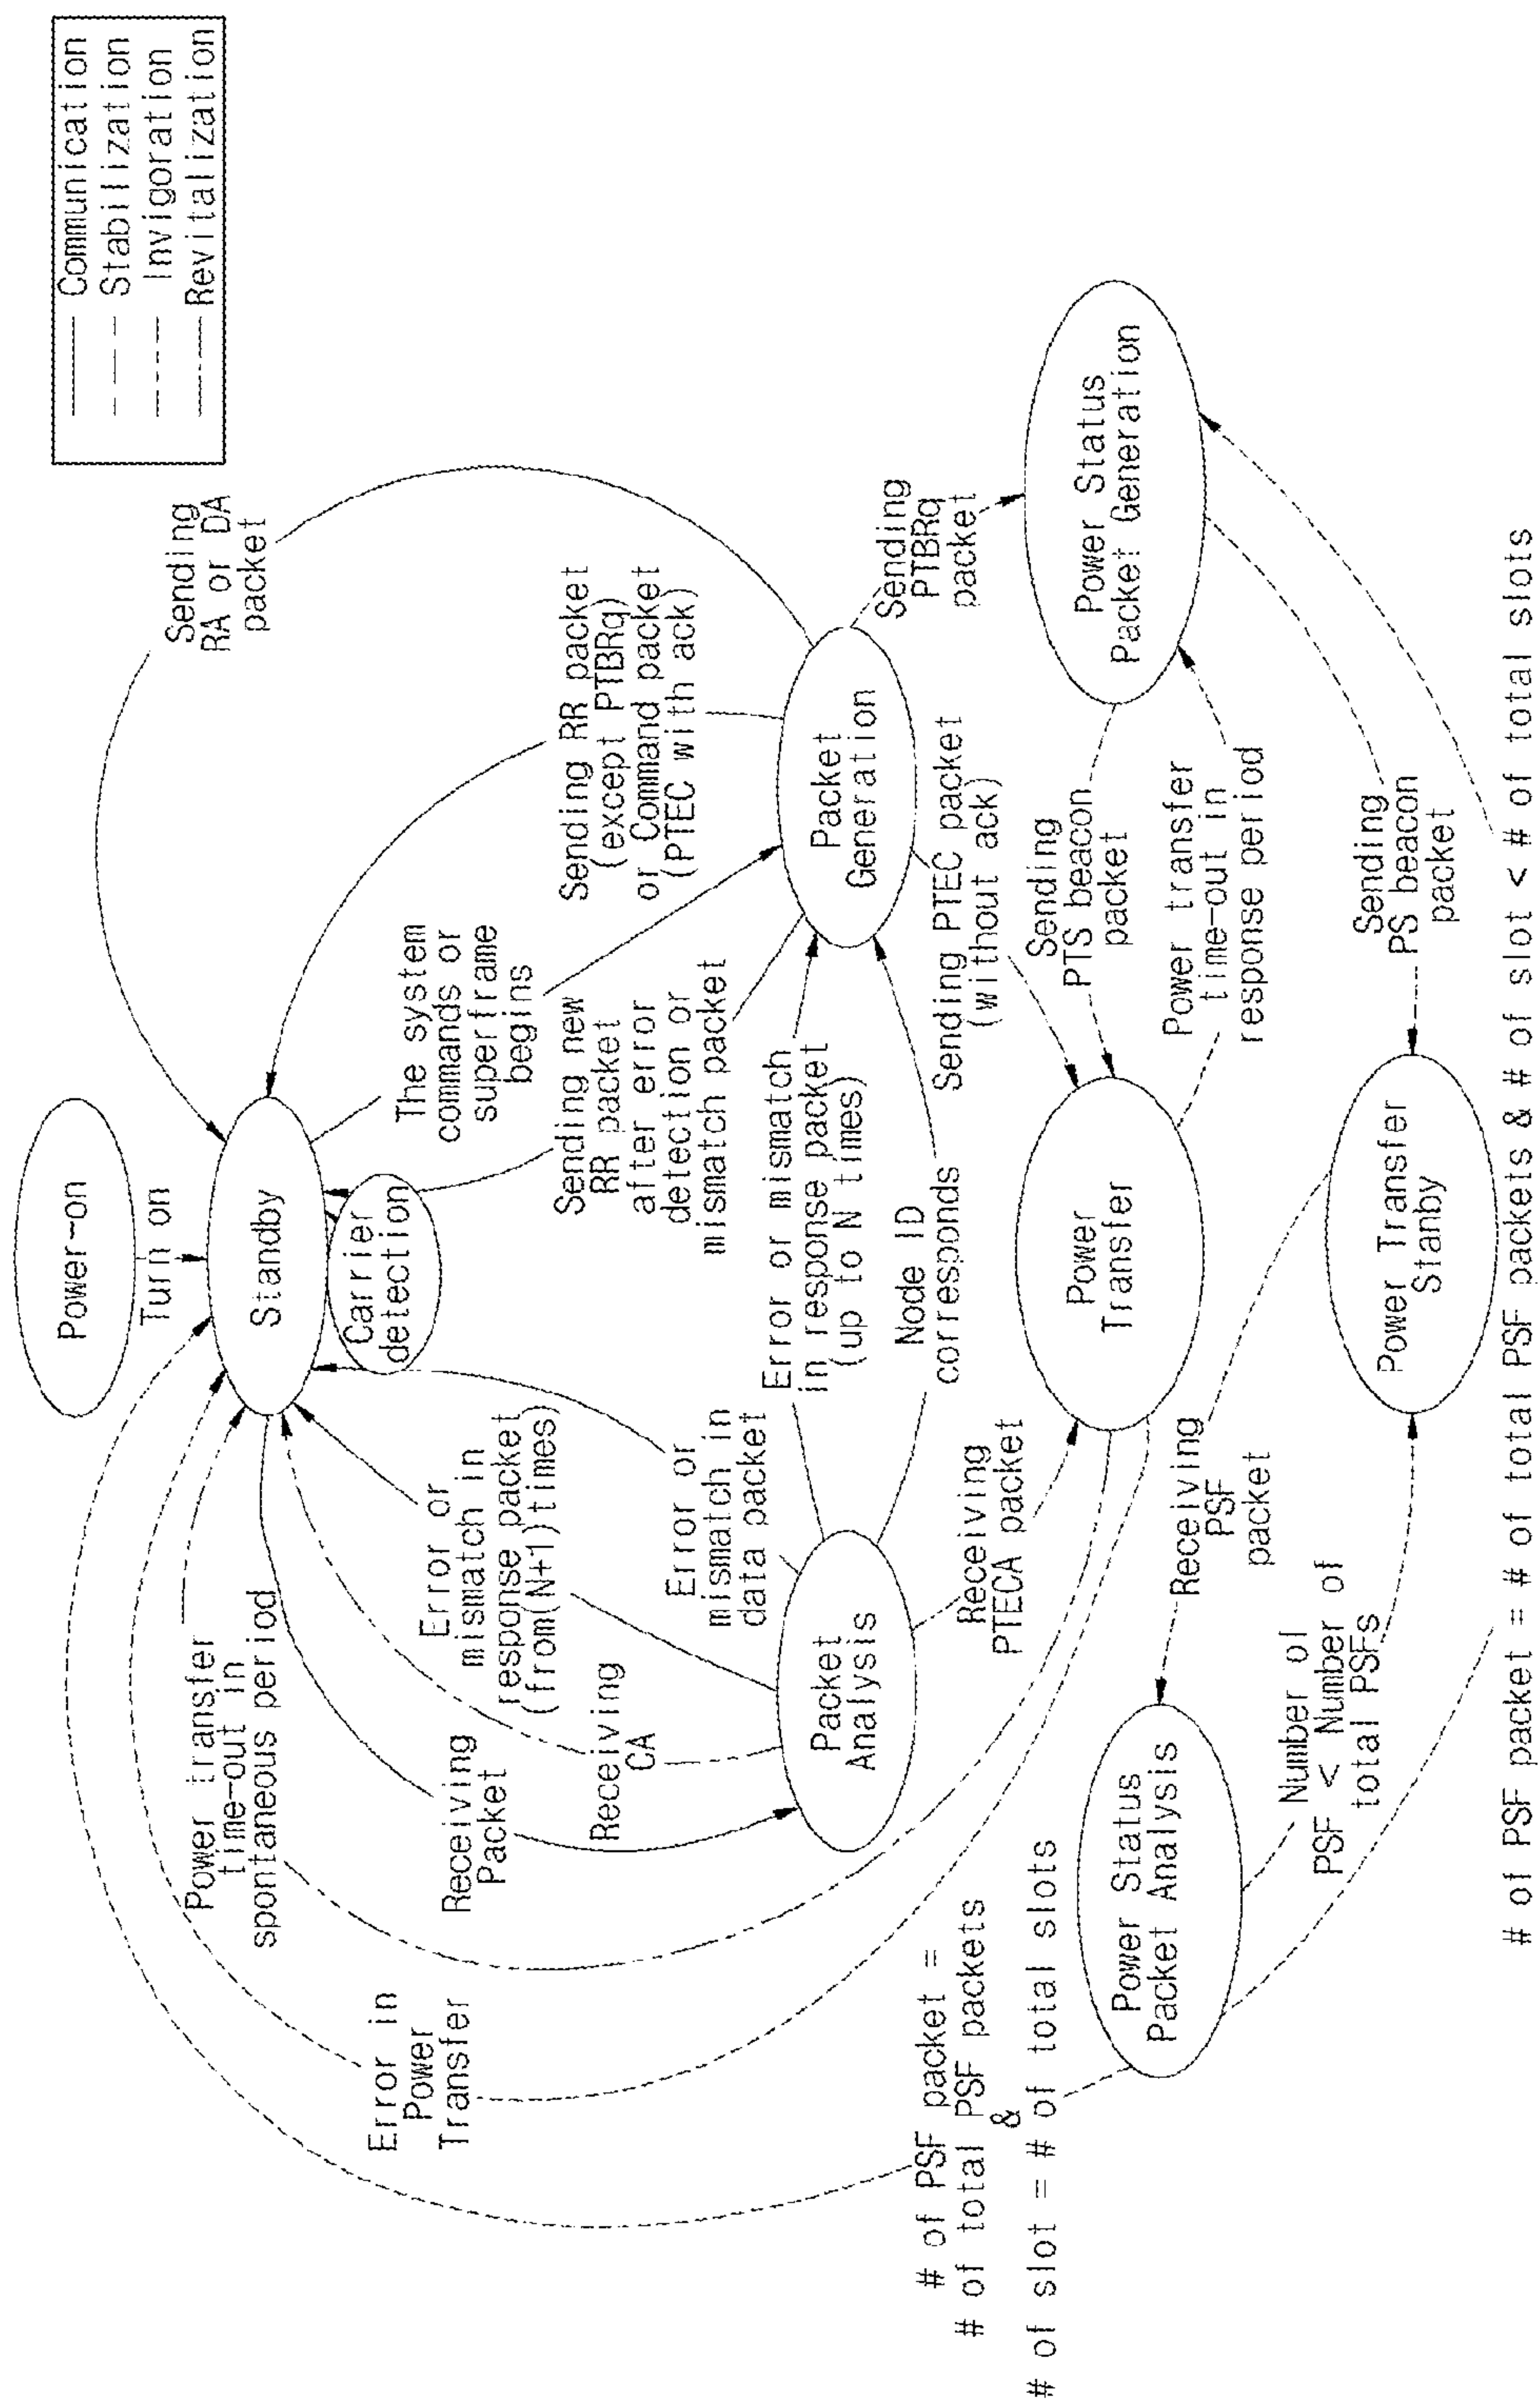 Communication
Stabilization
Invigoration
Revitalization
Power-on
Turn on
Standby
Carrier
detection
Sending
RA or DA
packet
Sending RR packet
(except PTBRq)
or Command packet
(PTEC with ack)
The system
commands or
superframe
begins
Sending new
RR packet
after error
detection or
mismatch packet
Power transfer
time-out in
spontaneous period
Error in
Power
Transfer
Receiving
Packet
Error or
mismatch in
response packet
(from(N+1)times)
Receiving
CA
Error or
mismatch in
data packet
Error or mismatch
in response packet
(up to N times)
Node ID
corresponds
Packet
Analysis
Packet
Generation
Sending
PTBRq
packet
Sending PTEC packet
(without ack)
Receiving
PTECA packet
Power
Transfer
Sending
PTS beacon
packet
Power transfer
time-out in
response period
Power Status
Packet Generation
# of PSF packet =
# of total PSF packets
&
# of slot = # of total slots
Power Status
Packet Analysis
Receiving
PSF
packet
Number of
PSF < Number of
total PSFs
Power Transfer
Stanby
Sending
PS beacon
packet
# of PSF packet = # of total PSF packets & # of slot < # of total slots